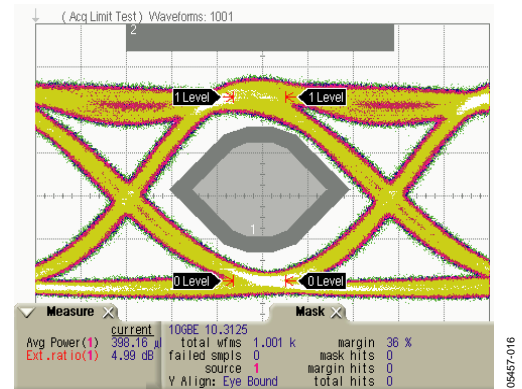 ( Acq Limit Test ) Waveforms: 1001
2
1 Level 1 Level
1
0 Level 0 Level
Measure Mask
current 10GBE 10.3125
Avg Power(1) 398.16 µ total wfms 1.001 k margin 36 %
Ext.ratio(1) 4.99 dB failed smpls 0 mask hits 0
source 1 margin hits 0
Y Align: Eye Bound total hits 0
05457-016